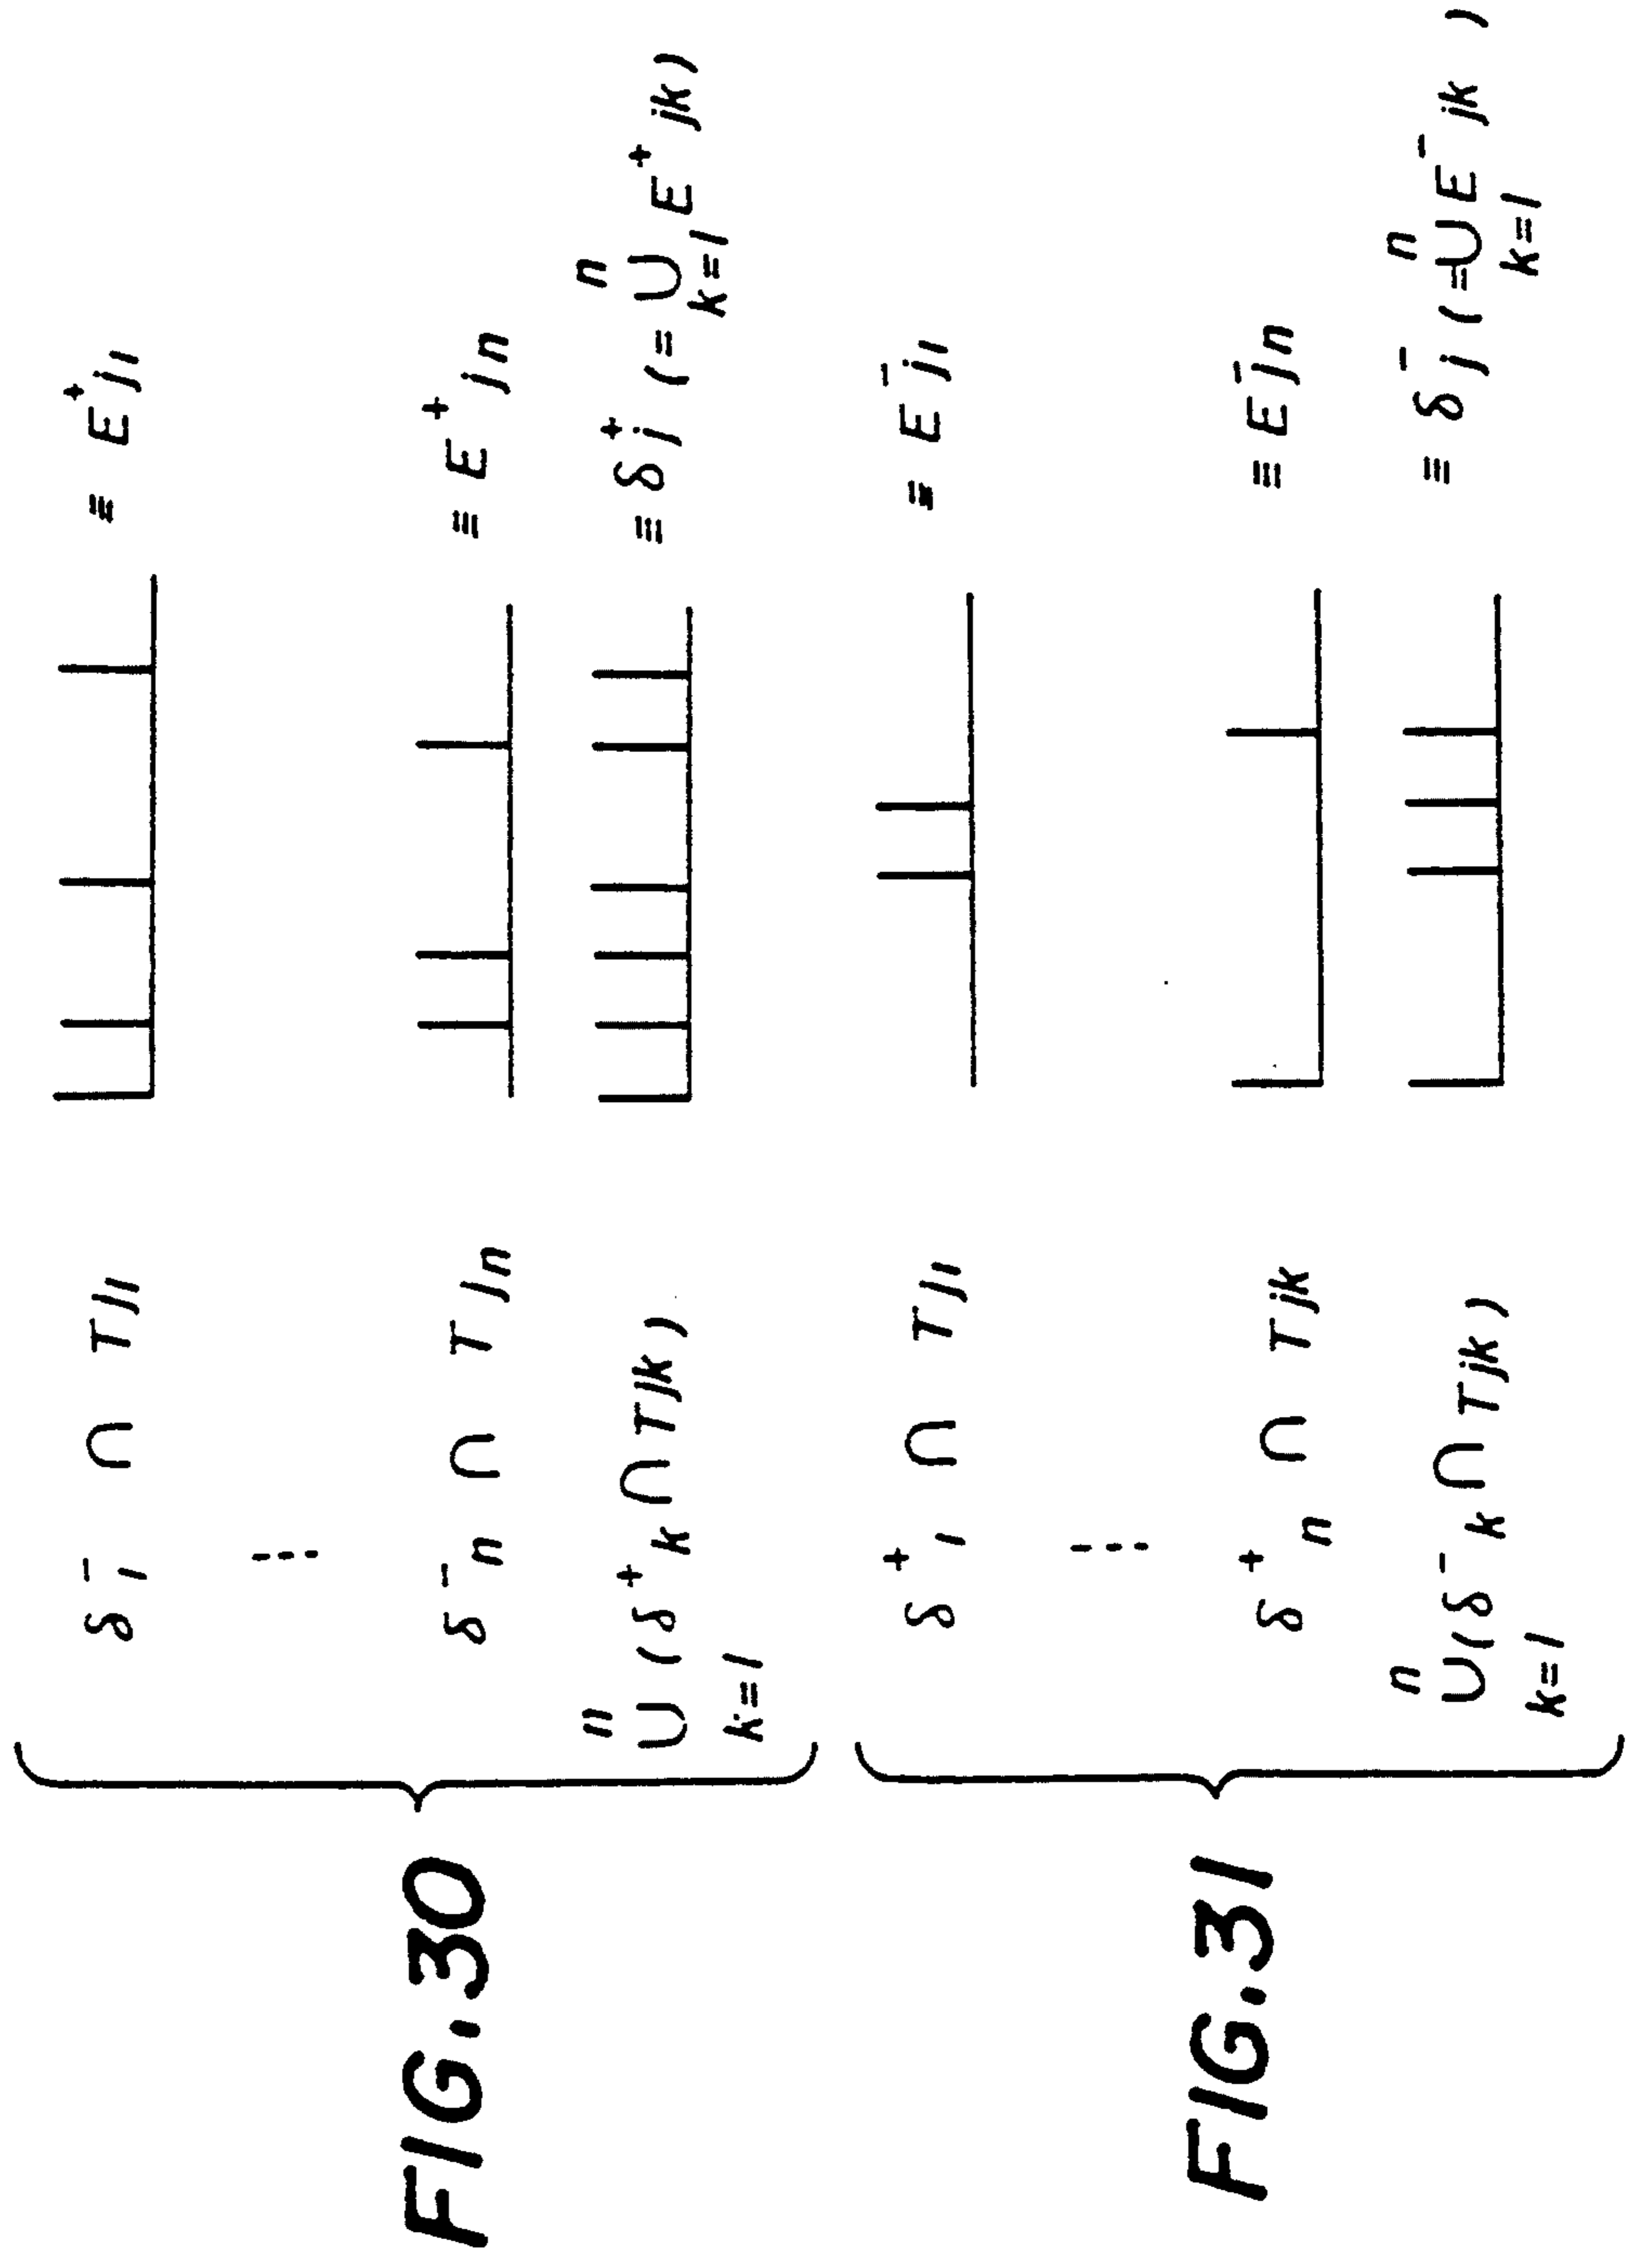 FIG. 30
δ⁻₁ ∩ Tj1 ≡ E⁺j1
⋮
δ⁻n ∩ Tjn ≡ E⁺jn
n n
∪(δ⁺k ∩ Tjk) ≡ δ⁺j (= ∪ E⁺jk)
k=1 k=1
FIG. 31
δ⁺₁ ∩ Tj1 ≡ E⁻j1
⋮
δ⁺n ∩ Tjk ≡ E⁻jn
n n
∪(δ⁻k ∩ Tjk) ≡ δ⁻j (= ∪ E⁻jk )
k=1 k=1